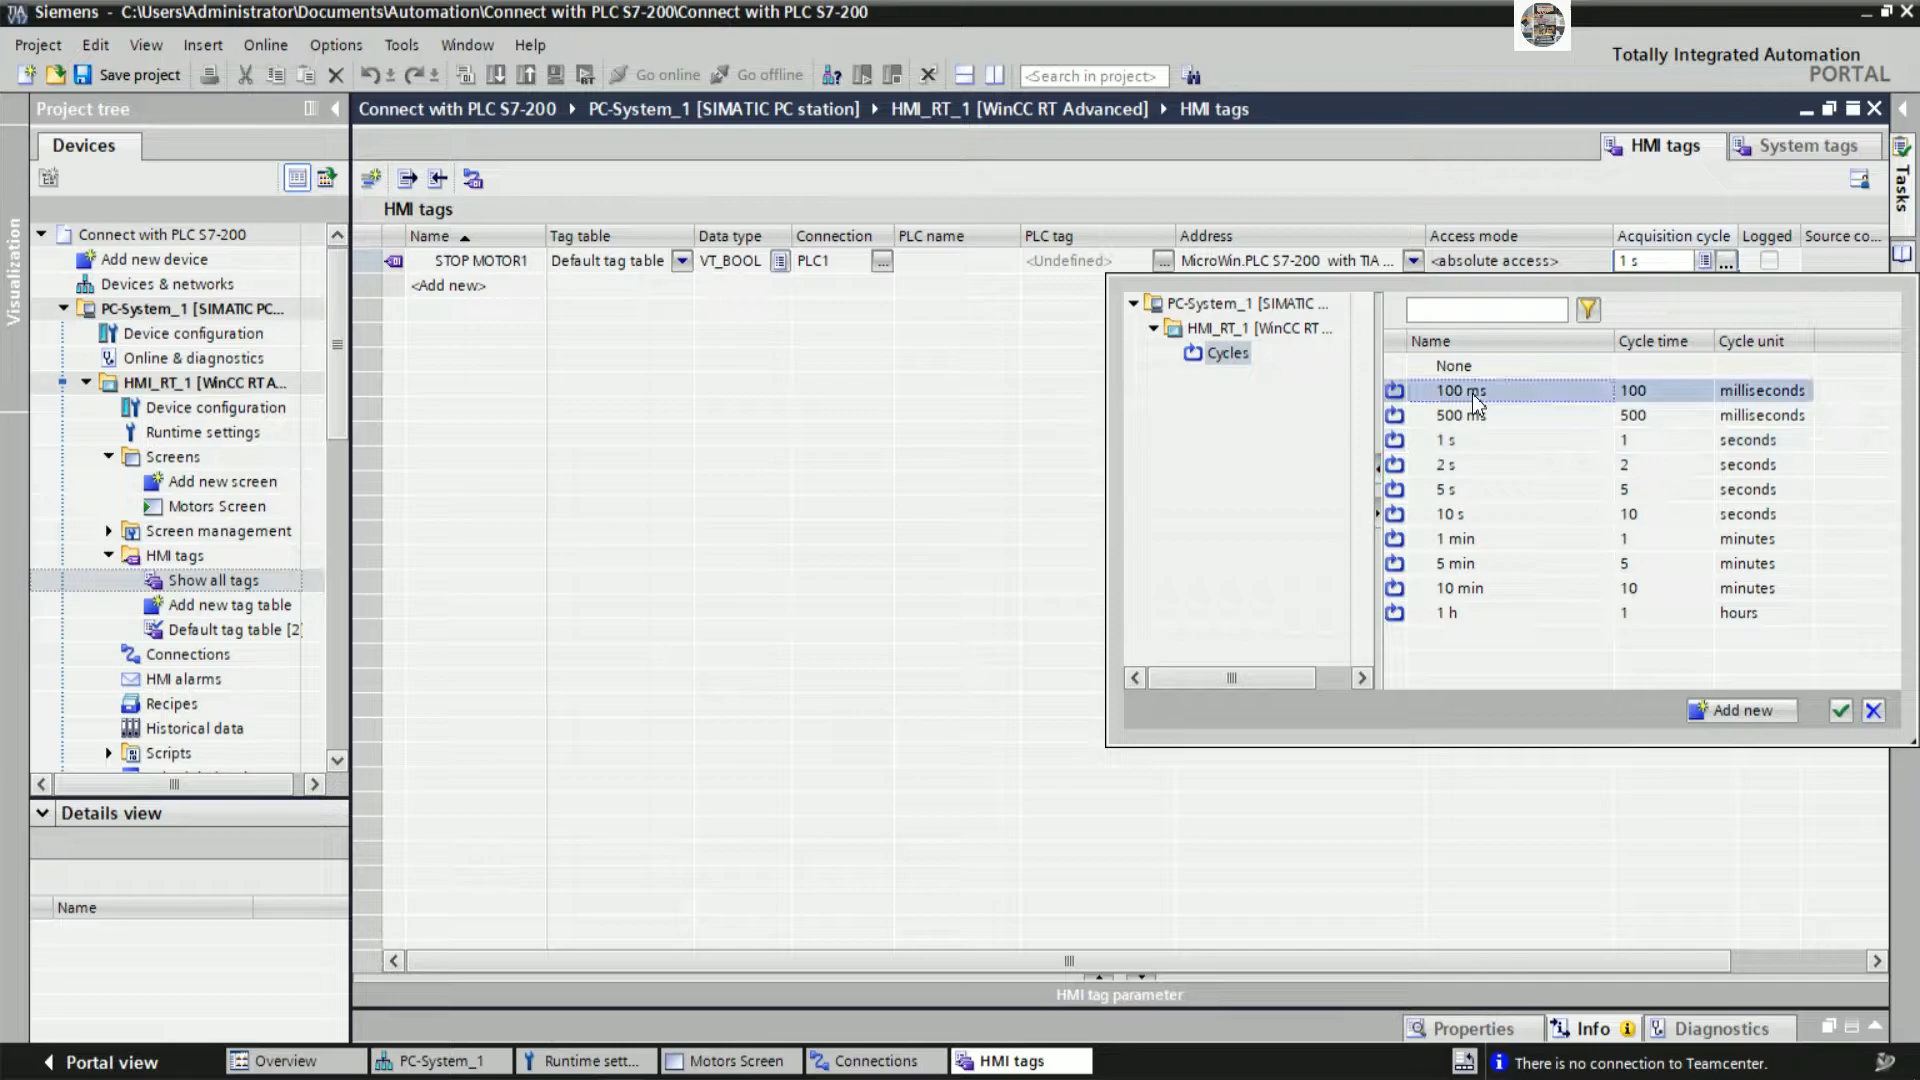 Siemens - C:\Users\Administrator\Documents\Automation\Connect with PLC S7-200\Connect with PLC S7-200
Project Edit View Insert Online Options Tools Window Help
Totally Integrated Automation
PORTAL
Save project
Go online
Go offline
<Search in project>
Project tree
Connect with PLC S7-200 PC-System_1 [SIMATIC PC station] HMI_RT_1 [WinCC RT Advanced] HMI tags
Devices
HMI tags
System tags
Visualization
Tasks
HMI tags
Name Tag table Data type Connection PLC name PLC tag Address Access mode Acquisition cycle Logged Source co...
STOP MOTOR1 Default tag table VT_BOOL PLC1 ... <Undefined> ... MicroWin.PLC S7-200 with TIA ... <absolute access> 1 s ...
<Add new>
Connect with PLC S7-200
Add new device
Devices & networks
PC-System_1 [SIMATIC PC...
Device configuration
Online & diagnostics
HMI_RT_1 [WinCC RT A...
Device configuration
Runtime settings
Screens
Add new screen
Motors Screen
Screen management
HMI tags
Show all tags
Add new tag table
Default tag table [2]
Connections
HMI alarms
Recipes
Historical data
Scripts
PC-System_1 [SIMATIC ...
HMI_RT_1 [WinCC RT ...
Cycles
Name Cycle time Cycle unit
None
100 ms 100 milliseconds
500 ms 500 milliseconds
1 s 1 seconds
2 s 2 seconds
5 s 5 seconds
10 s 10 seconds
1 min 1 minutes
5 min 5 minutes
10 min 10 minutes
1 h 1 hours
Add new
Details view
Name
HMI tag parameter
Properties Info Diagnostics
Portal view Overview PC-System_1 Runtime sett... Motors Screen Connections HMI tags
There is no connection to Teamcenter.